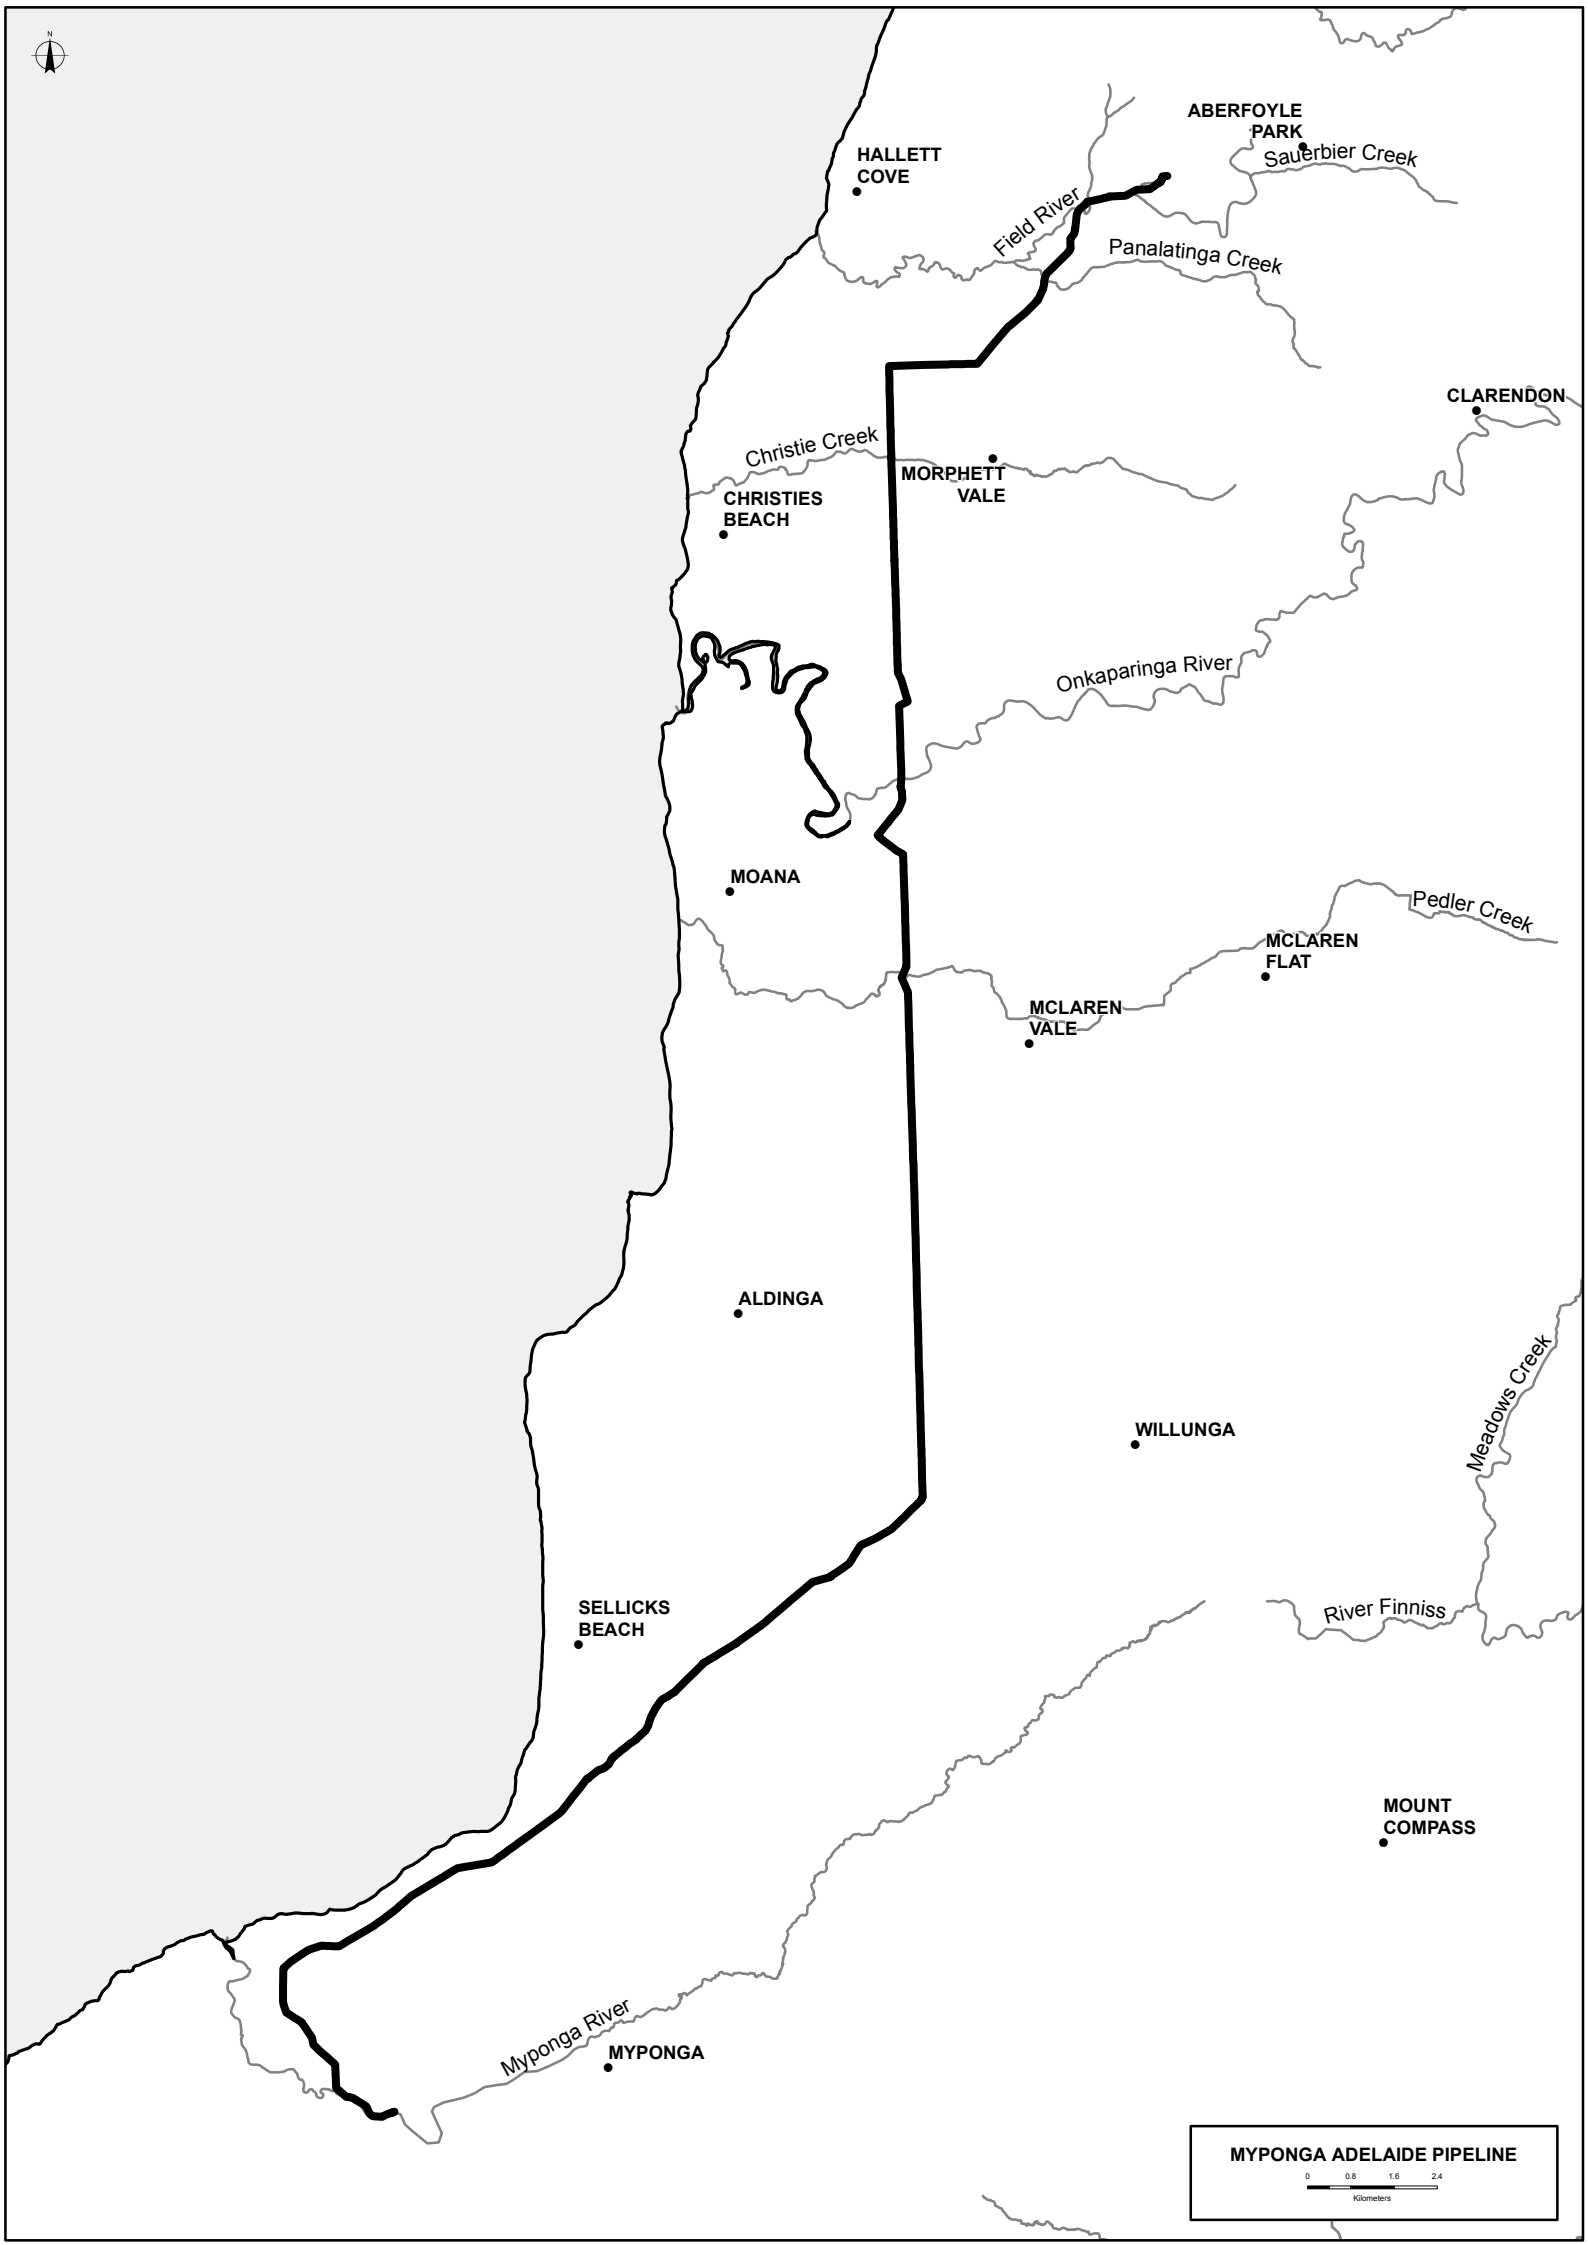 N
ABERFOYLE
PARK
Sauerbier Creek
HALLETT
COVE
Field River
Panalatinga Creek
CLARENDON
Christie Creek
MORPHETT
VALE
CHRISTIES
BEACH
Onkaparinga River
MOANA
Pedler Creek
MCLAREN
FLAT
MCLAREN
VALE
ALDINGA
Meadows Creek
WILLUNGA
SELLICKS
BEACH
River Finniss
MOUNT
COMPASS
Myponga River
MYPONGA
MYPONGA ADELAIDE PIPELINE
0 0.8 1.6 2.4
Kilometers